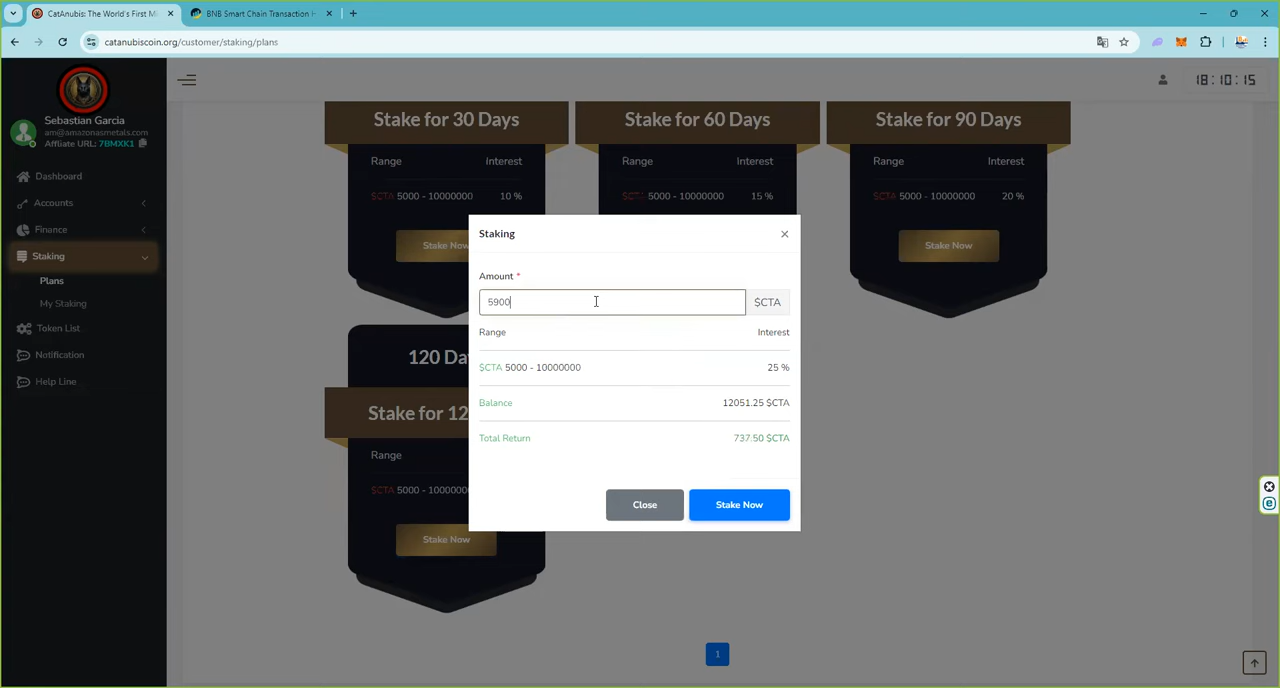 CatAnubis: The World's First M
BNB Smart Chain Transaction H
catanubiscoin.org/customer/staking/plans
Sebastian Garcia
am@amazonasmetals.com
Affliate URL: 7BMXK1
18:10:15
Dashboard
Accounts
Finance
Staking
Plans
My Staking
Token List
Notification
Help Line
Stake for 30 Days
Range Interest
$CTA 5000 - 10000000 10 %
Stake Now
Stake for 60 Days
Range Interest
$CTA 5000 - 10000000 15 %
Stake for 90 Days
Range Interest
$CTA 5000 - 10000000 20 %
Stake Now
120 Da
Stake for 12
Range
$CTA 5000 - 1000000
Stake Now
Staking
Amount *
5900 $CTA
Range Interest
$CTA 5000 - 10000000 25 %
Balance 12051.25 $CTA
Total Return 737.50 $CTA
Close Stake Now
1